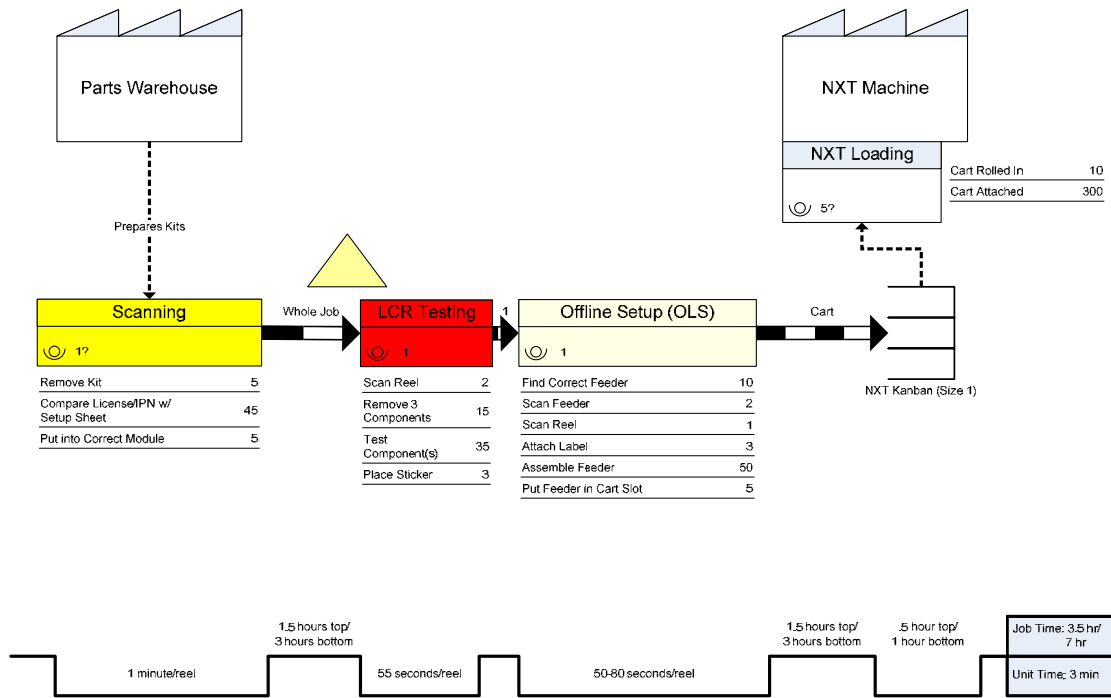 Parts Warehouse
NXT Machine
NXT Loading
5?
Cart Rolled In 10
Cart Attached 300
Prepares Kits
Scanning
1?
Whole Job
LCR Testing
1
1
Offline Setup (OLS)
1
Cart
NXT Kanban (Size 1)
Remove Kit 5
Compare License/IPN w/
Setup Sheet 45
Put into Correct Module 5
Scan Reel 2
Remove 3
Components 15
Test
Component(s) 35
Place Sticker 3
Find Correct Feeder 10
Scan Feeder 2
Scan Reel 1
Attach Label 3
Assemble Feeder 50
Put Feeder in Cart Slot 5
1 minute/reel
1.5 hours top/
3 hours bottom
55 seconds/reel
50-80 seconds/reel
1.5 hours top/
3 hours bottom
.5 hour top/
1 hour bottom
Job Time: 3.5 hr/
7 hr
Unit Time: 3 min